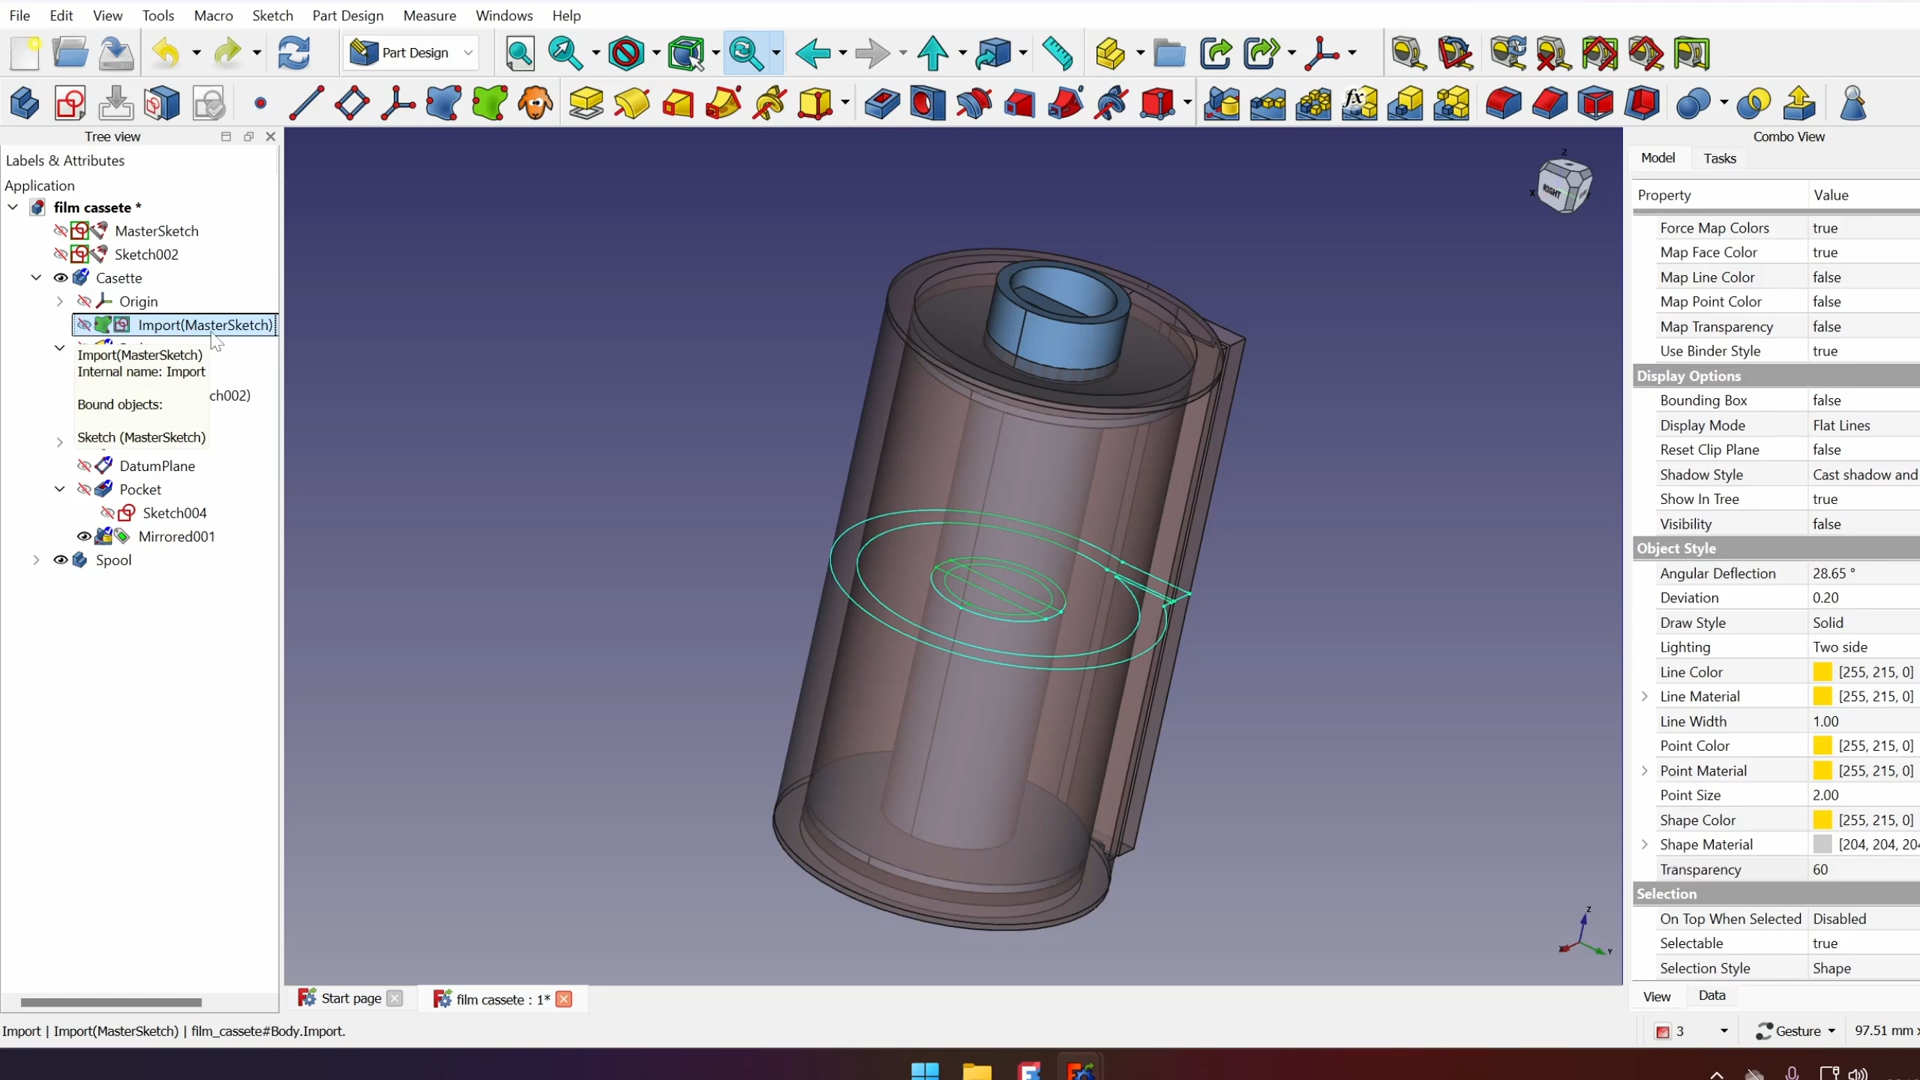 File Edit View Tools Macro Sketch Part Design Measure Windows Help
Part Design
fx
Tree view
Combo View
Labels & Attributes
Model Tasks
Application
film cassete *
MasterSketch
Sketch002
Casette
Origin
Import(MasterSketch)
Import(MasterSketch)
Internal name: Import
Bound objects:
ch002)
Sketch (MasterSketch)
DatumPlane
Pocket
Sketch004
Mirrored001
Spool
Z
RIGHT
X
Property Value
Force Map Colors true
Map Face Color true
Map Line Color false
Map Point Color false
Map Transparency false
Use Binder Style true
Display Options
Bounding Box false
Display Mode Flat Lines
Reset Clip Plane false
Shadow Style Cast shadow and
Show In Tree true
Visibility false
Object Style
Angular Deflection 28.65 °
Deviation 0.20
Draw Style Solid
Lighting Two side
Line Color [255, 215, 0]
Line Material [255, 215, 0]
Line Width 1.00
Point Color [255, 215, 0]
Point Material [255, 215, 0]
Point Size 2.00
Shape Color [255, 215, 0]
Shape Material [204, 204, 204
Transparency 60
Selection
On Top When Selected Disabled
Selectable true
Selection Style Shape
Z
X
Y
Start page film cassete : 1*
View Data
Import | Import(MasterSketch) | film_cassete#Body.Import.
3 Gesture 97.51 mm x